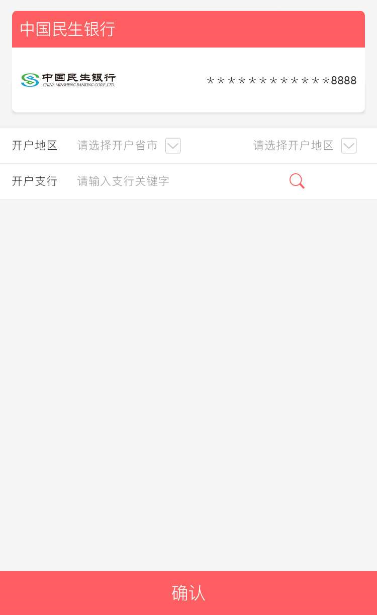 中国民生银行
中国民生银行 ************8888
CHINA MINSHENG BANKING CORP.,LTD.
开户地区 请选择开户省市 请选择开户地区
开户支行 请输入支行关键字
确认